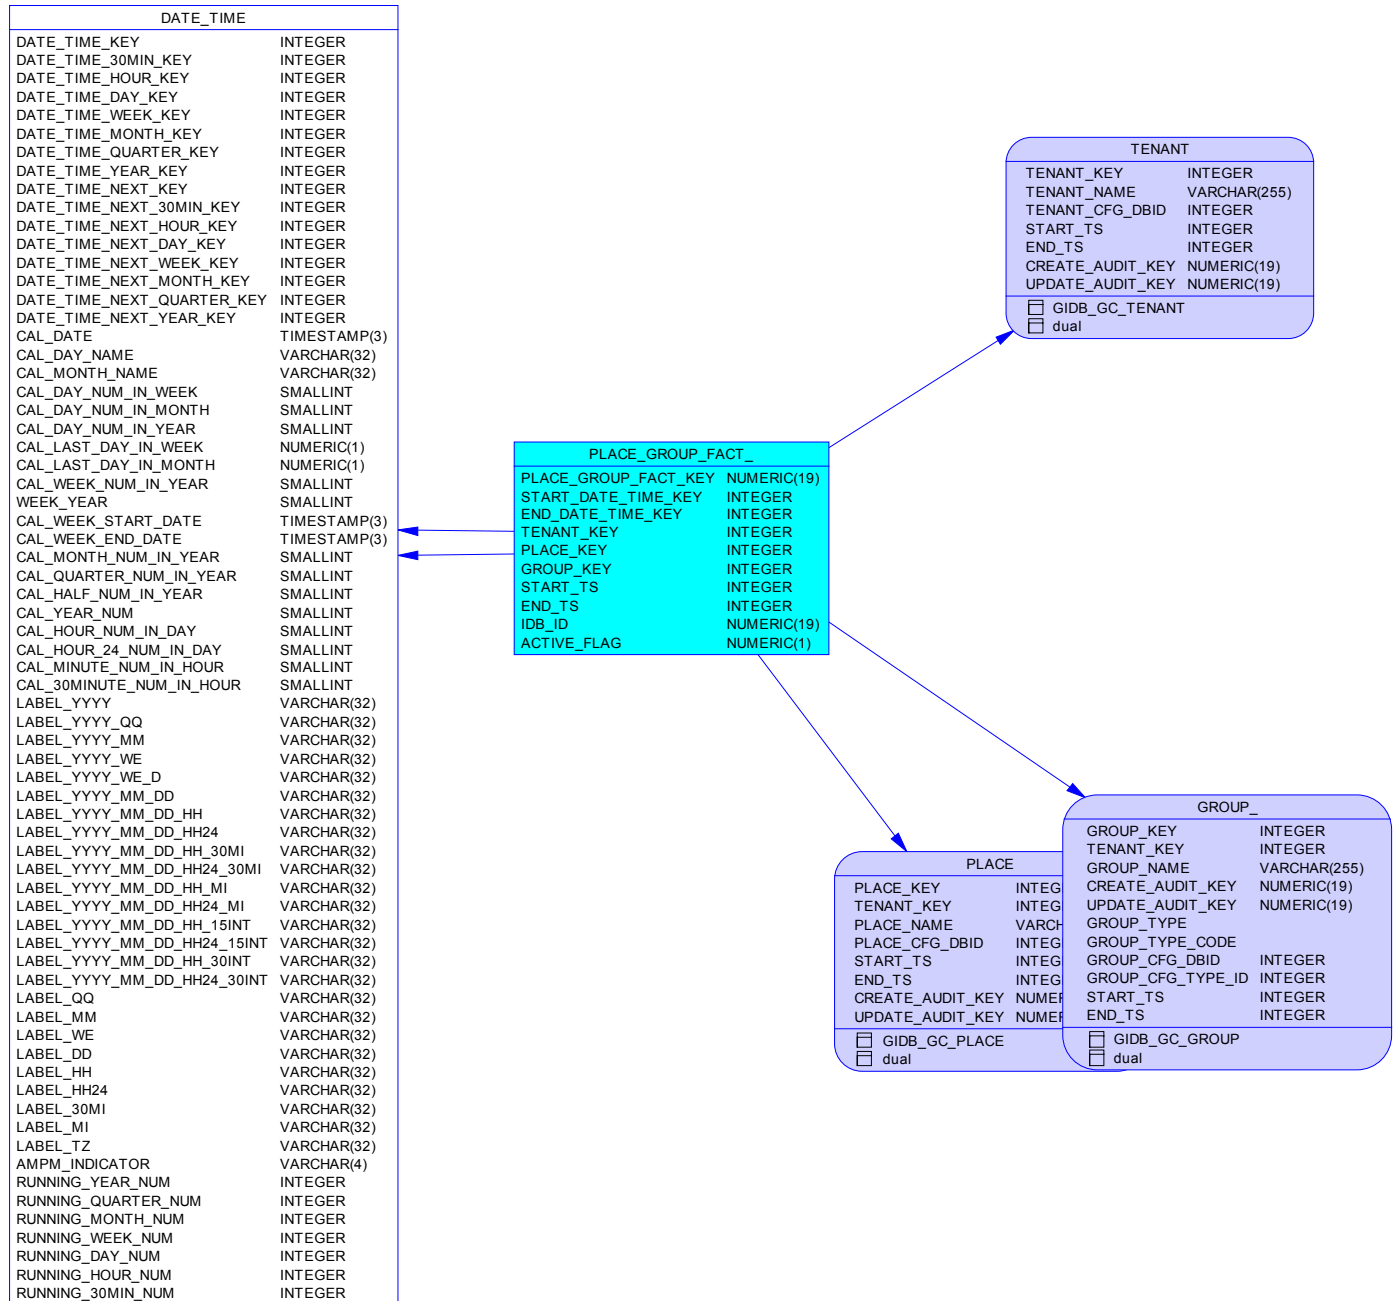 DATE_TIME
DATE_TIME_KEY INTEGER
DATE_TIME_30MIN_KEY INTEGER
DATE_TIME_HOUR_KEY INTEGER
DATE_TIME_DAY_KEY INTEGER
DATE_TIME_WEEK_KEY INTEGER
DATE_TIME_MONTH_KEY INTEGER
DATE_TIME_QUARTER_KEY INTEGER
DATE_TIME_YEAR_KEY INTEGER
DATE_TIME_NEXT_KEY INTEGER
DATE_TIME_NEXT_30MIN_KEY INTEGER
DATE_TIME_NEXT_HOUR_KEY INTEGER
DATE_TIME_NEXT_DAY_KEY INTEGER
DATE_TIME_NEXT_WEEK_KEY INTEGER
DATE_TIME_NEXT_MONTH_KEY INTEGER
DATE_TIME_NEXT_QUARTER_KEY INTEGER
DATE_TIME_NEXT_YEAR_KEY INTEGER
CAL_DATE TIMESTAMP(3)
CAL_DAY_NAME VARCHAR(32)
CAL_MONTH_NAME VARCHAR(32)
CAL_DAY_NUM_IN_WEEK SMALLINT
CAL_DAY_NUM_IN_MONTH SMALLINT
CAL_DAY_NUM_IN_YEAR SMALLINT
CAL_LAST_DAY_IN_WEEK NUMERIC(1)
CAL_LAST_DAY_IN_MONTH NUMERIC(1)
CAL_WEEK_NUM_IN_YEAR SMALLINT
WEEK_YEAR SMALLINT
CAL_WEEK_START_DATE TIMESTAMP(3)
CAL_WEEK_END_DATE TIMESTAMP(3)
CAL_MONTH_NUM_IN_YEAR SMALLINT
CAL_QUARTER_NUM_IN_YEAR SMALLINT
CAL_HALF_NUM_IN_YEAR SMALLINT
CAL_YEAR_NUM SMALLINT
CAL_HOUR_NUM_IN_DAY SMALLINT
CAL_HOUR_24_NUM_IN_DAY SMALLINT
CAL_MINUTE_NUM_IN_HOUR SMALLINT
CAL_30MINUTE_NUM_IN_HOUR SMALLINT
LABEL_YYYY VARCHAR(32)
LABEL_YYYY_QQ VARCHAR(32)
LABEL_YYYY_MM VARCHAR(32)
LABEL_YYYY_WE VARCHAR(32)
LABEL_YYYY_WE_D VARCHAR(32)
LABEL_YYYY_MM_DD VARCHAR(32)
LABEL_YYYY_MM_DD_HH VARCHAR(32)
LABEL_YYYY_MM_DD_HH24 VARCHAR(32)
LABEL_YYYY_MM_DD_HH_30MI VARCHAR(32)
LABEL_YYYY_MM_DD_HH24_30MI VARCHAR(32)
LABEL_YYYY_MM_DD_HH_MI VARCHAR(32)
LABEL_YYYY_MM_DD_HH24_MI VARCHAR(32)
LABEL_YYYY_MM_DD_HH_15INT VARCHAR(32)
LABEL_YYYY_MM_DD_HH24_15INT VARCHAR(32)
LABEL_YYYY_MM_DD_HH_30INT VARCHAR(32)
LABEL_YYYY_MM_DD_HH24_30INT VARCHAR(32)
LABEL_QQ VARCHAR(32)
LABEL_MM VARCHAR(32)
LABEL_WE VARCHAR(32)
LABEL_DD VARCHAR(32)
LABEL_HH VARCHAR(32)
LABEL_HH24 VARCHAR(32)
LABEL_30MI VARCHAR(32)
LABEL_MI VARCHAR(32)
LABEL_TZ VARCHAR(32)
AMPM_INDICATOR VARCHAR(4)
RUNNING_YEAR_NUM INTEGER
RUNNING_QUARTER_NUM INTEGER
RUNNING_MONTH_NUM INTEGER
RUNNING_WEEK_NUM INTEGER
RUNNING_DAY_NUM INTEGER
RUNNING_HOUR_NUM INTEGER
RUNNING_30MIN_NUM INTEGER
TENANT
TENANT_KEY INTEGER
TENANT_NAME VARCHAR(255)
TENANT_CFG_DBID INTEGER
START_TS INTEGER
END_TS INTEGER
CREATE_AUDIT_KEY NUMERIC(19)
UPDATE_AUDIT_KEY NUMERIC(19)
GIDB_GC_TENANT
dual
PLACE_GROUP_FACT_
PLACE_GROUP_FACT_KEY NUMERIC(19)
START_DATE_TIME_KEY INTEGER
END_DATE_TIME_KEY INTEGER
TENANT_KEY INTEGER
PLACE_KEY INTEGER
GROUP_KEY INTEGER
START_TS INTEGER
END_TS INTEGER
IDB_ID NUMERIC(19)
ACTIVE_FLAG NUMERIC(1)
PLACE
PLACE_KEY INTEG
TENANT_KEY INTEG
PLACE_NAME VARCH
PLACE_CFG_DBID INTEG
START_TS INTEG
END_TS INTEG
CREATE_AUDIT_KEY NUME
UPDATE_AUDIT_KEY NUME
GIDB_GC_PLACE
dual
GROUP_
GROUP_KEY INTEGER
TENANT_KEY INTEGER
GROUP_NAME VARCHAR(255)
CREATE_AUDIT_KEY NUMERIC(19)
UPDATE_AUDIT_KEY NUMERIC(19)
GROUP_TYPE
GROUP_TYPE_CODE
GROUP_CFG_DBID INTEGER
GROUP_CFG_TYPE_ID INTEGER
START_TS INTEGER
END_TS INTEGER
GIDB_GC_GROUP
dual